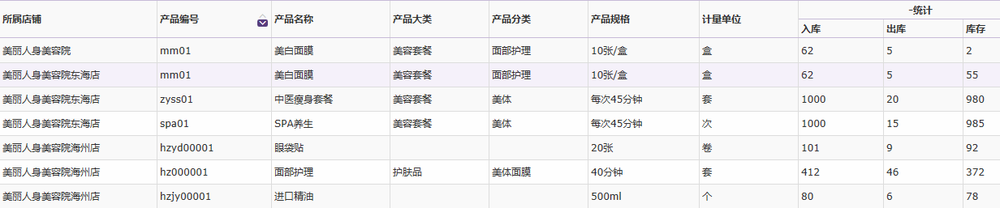 所属店铺 产品编号 产品名称 产品大类 产品分类 产品规格 计量单位 -统计
入库 出库 库存
美丽人身美容院 mm01 美白面膜 美容套餐 面部护理 10张/盒 盒 62 5 2
美丽人身美容院东海店 mm01 美白面膜 美容套餐 面部护理 10张/盒 盒 62 5 55
美丽人身美容院东海店 zyss01 中医瘦身套餐 美容套餐 美体 每次45分钟 套 1000 20 980
美丽人身美容院东海店 spa01 SPA养生 美容套餐 美体 每次45分钟 次 1000 15 985
美丽人身美容院海州店 hzyd00001 眼袋贴 20张 卷 101 9 92
美丽人身美容院海州店 hz000001 面部护理 护肤品 美体面膜 40分钟 套 412 46 372
美丽人身美容院海州店 hzjy00001 进口精油 500ml 个 80 6 78